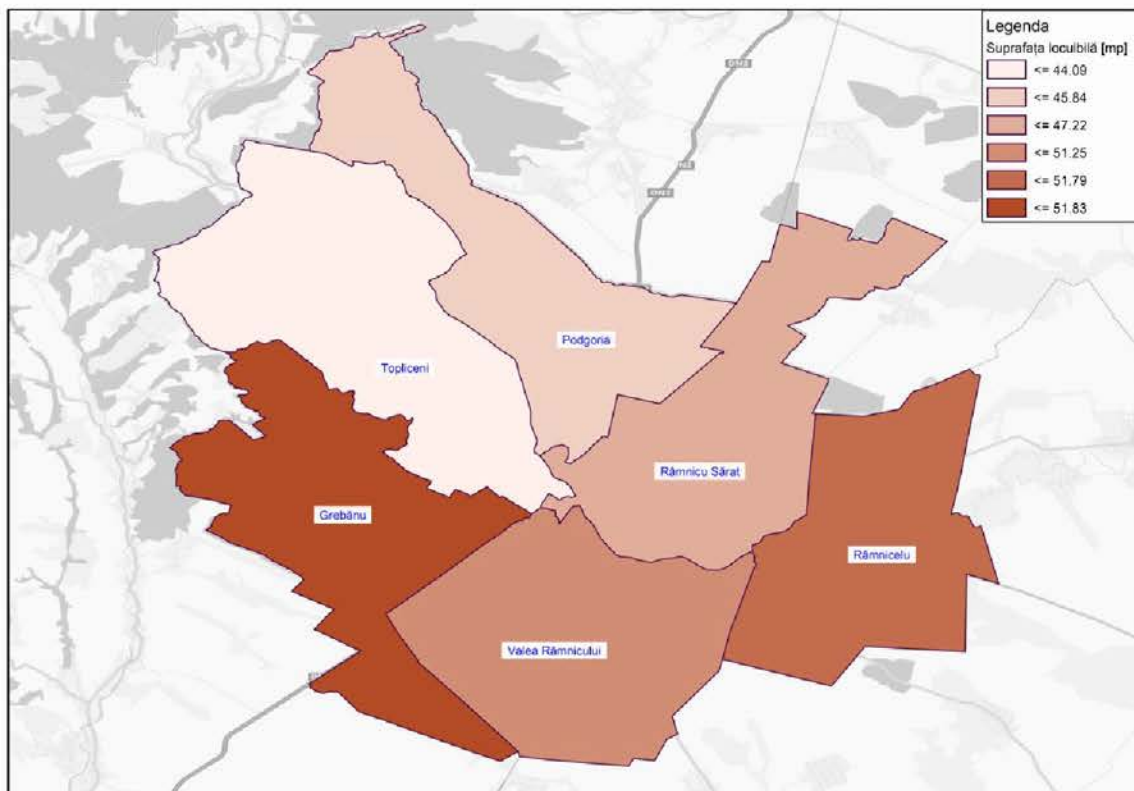 Legenda
Suprafața locuibilă [mp]
<= 44.09
<= 45.84
<= 47.22
<= 51.25
<= 51.79
<= 51.83
Podgoria
Topliceni
Râmnicu Sărat
Grebănu
Râmnicelu
Valea Râmnicului